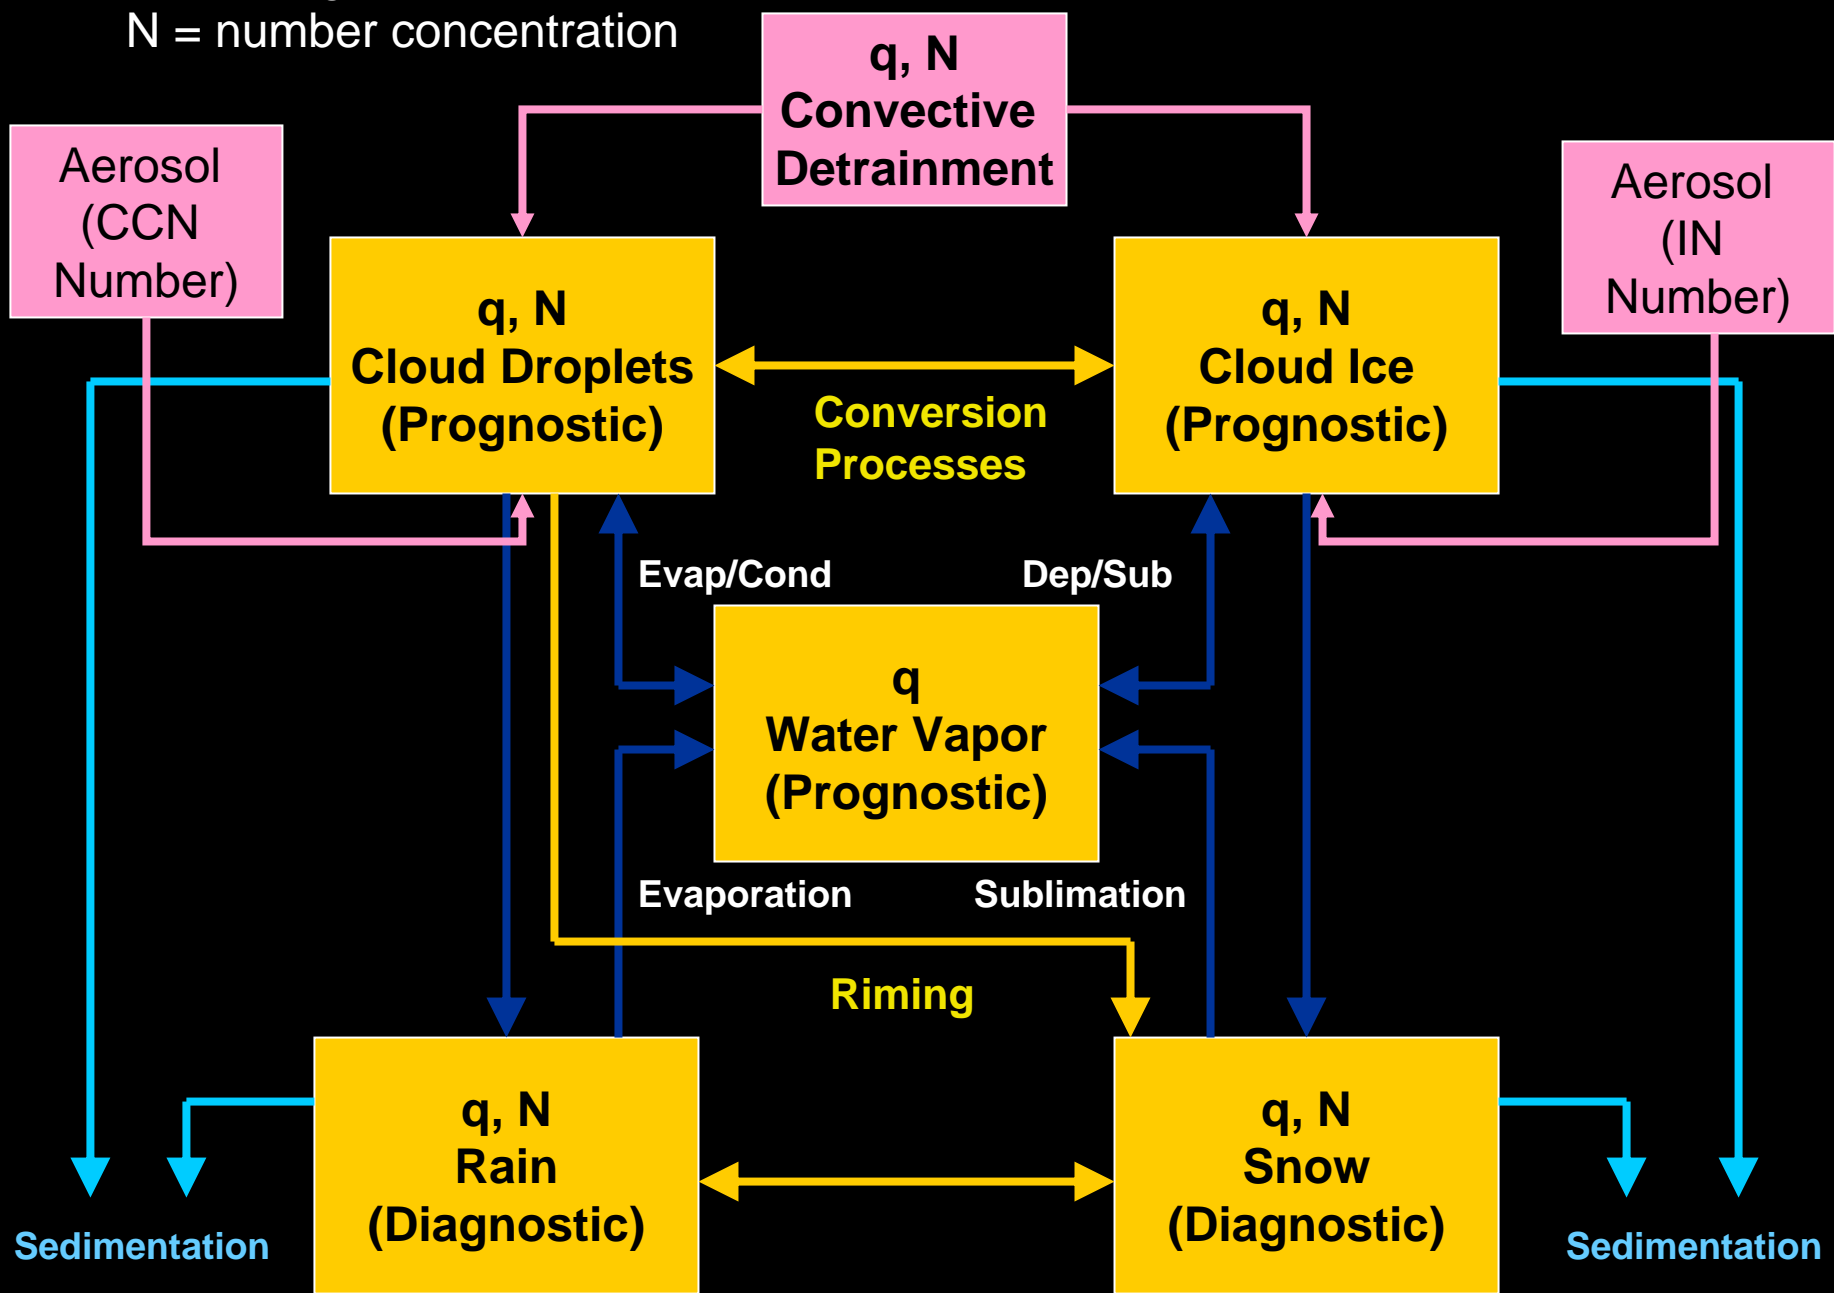 N = number concentration
q, N
Convective
Detrainment
Aerosol
(CCN
Number)
Aerosol
(IN
Number)
q, N
Cloud Droplets
(Prognostic)
q, N
Cloud Ice
(Prognostic)
Conversion
Processes
Evap/Cond
Dep/Sub
q
Water Vapor
(Prognostic)
Evaporation
Sublimation
Riming
q, N
Rain
(Diagnostic)
q, N
Snow
(Diagnostic)
Sedimentation
Sedimentation